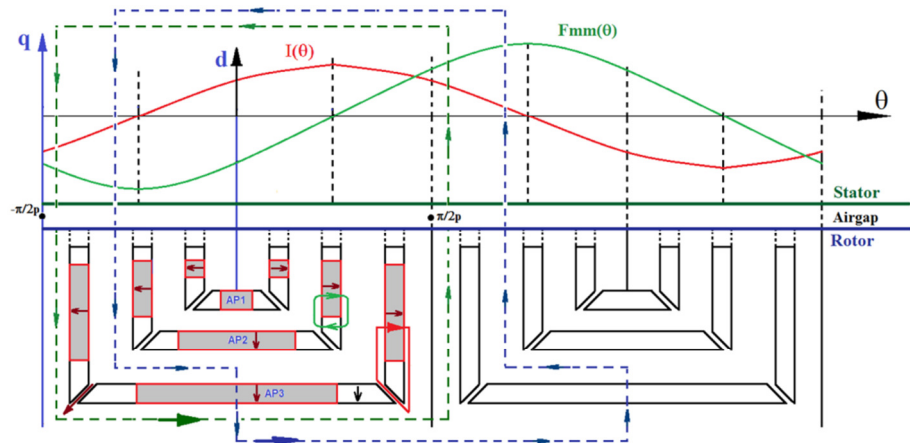 q
d
I(θ)
Fmm(θ)
θ
Stator
-π/2p
π/2p
Airgap
Rotor
AP1
AP2
AP3